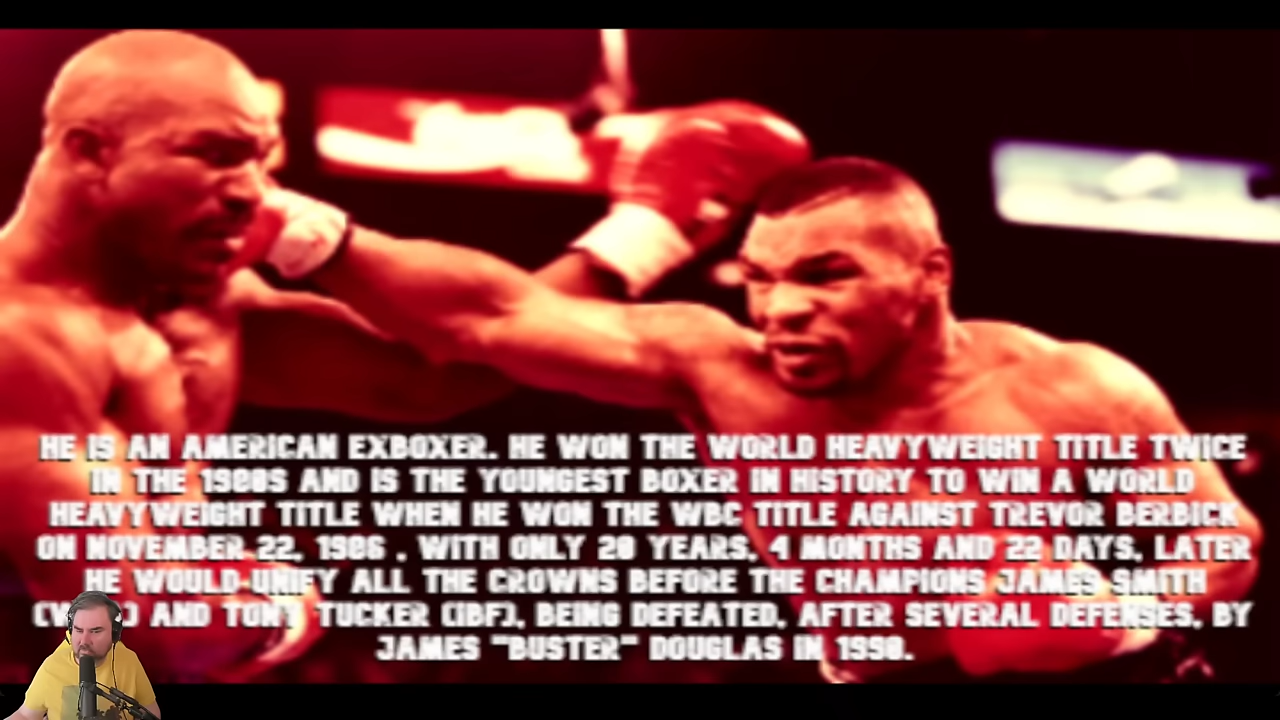 HE IS AN AMERICAN EXBOXER. HE WON THE WORLD HEAVYWEIGHT TITLE TWICE
IN THE 1980S AND IS THE YOUNGEST BOXER IN HISTORY TO WIN A WORLD
HEAVYWEIGHT TITLE WHEN HE WON THE WBC TITLE AGAINST TREVOR BERBICK
ON NOVEMBER 22, 1986 , WITH ONLY 20 YEARS, 4 MONTHS AND 22 DAYS, LATER
HE WOULD UNIFY ALL THE CROWNS BEFORE THE CHAMPIONS JAMES SMITH
AND TONY TUCKER (IBF), BEING DEFEATED, AFTER SEVERAL DEFENSES, BY
JAMES "BUSTER" DOUGLAS IN 1990.